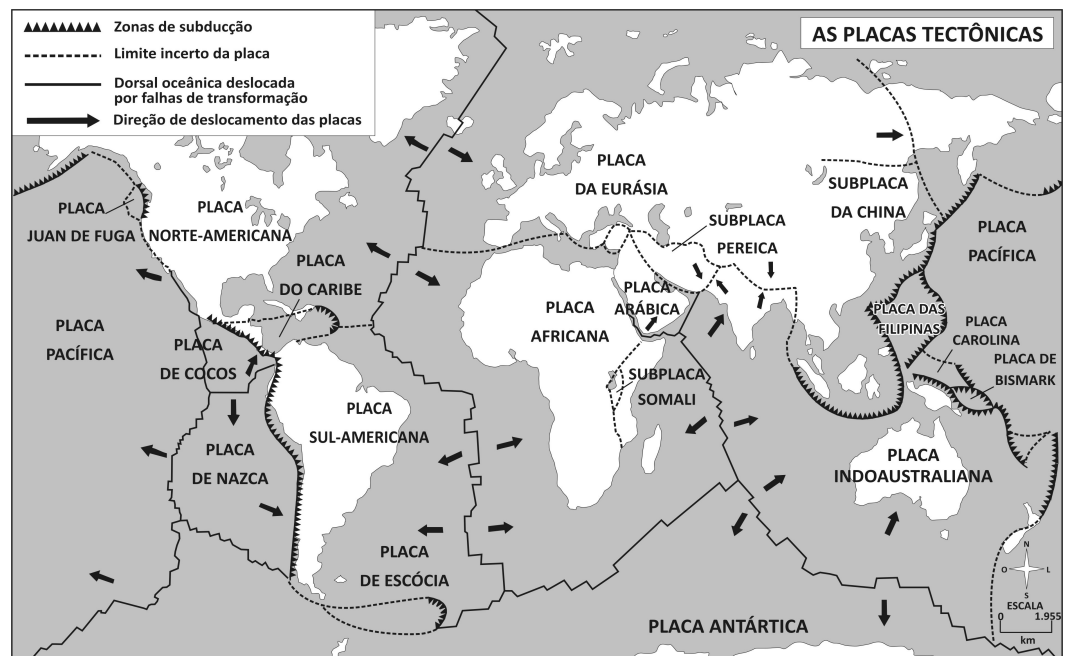 AS PLACAS TECTÔNICAS
Zonas de subducção
Limite incerto da placa
Dorsal oceânica deslocada
por falhas de transformação
Direção de deslocamento das placas
PLACA
JUAN DE FUGA
PLACA
NORTE-AMERICANA
PLACA
DO CARIBE
PLACA
PACÍFICA
PLACA
DE COCOS
PLACA
DE NAZCA
PLACA
SUL-AMERICANA
PLACA
DE ESCÓCIA
PLACA
DA EURÁSIA
SUBPLACA
DA CHINA
SUBPLACA
PEREICA
PLACA
ARÁBICA
PLACA
AFRICANA
SUBPLACA
SOMALI
PLACA
PACÍFICA
PLACA DAS
FILIPINAS
PLACA
CAROLINA
PLACA DE
BISMARK
PLACA
INDOAUSTRALIANA
PLACA ANTÁRTICA
N
O
L
S
ESCALA
0 1.955
km